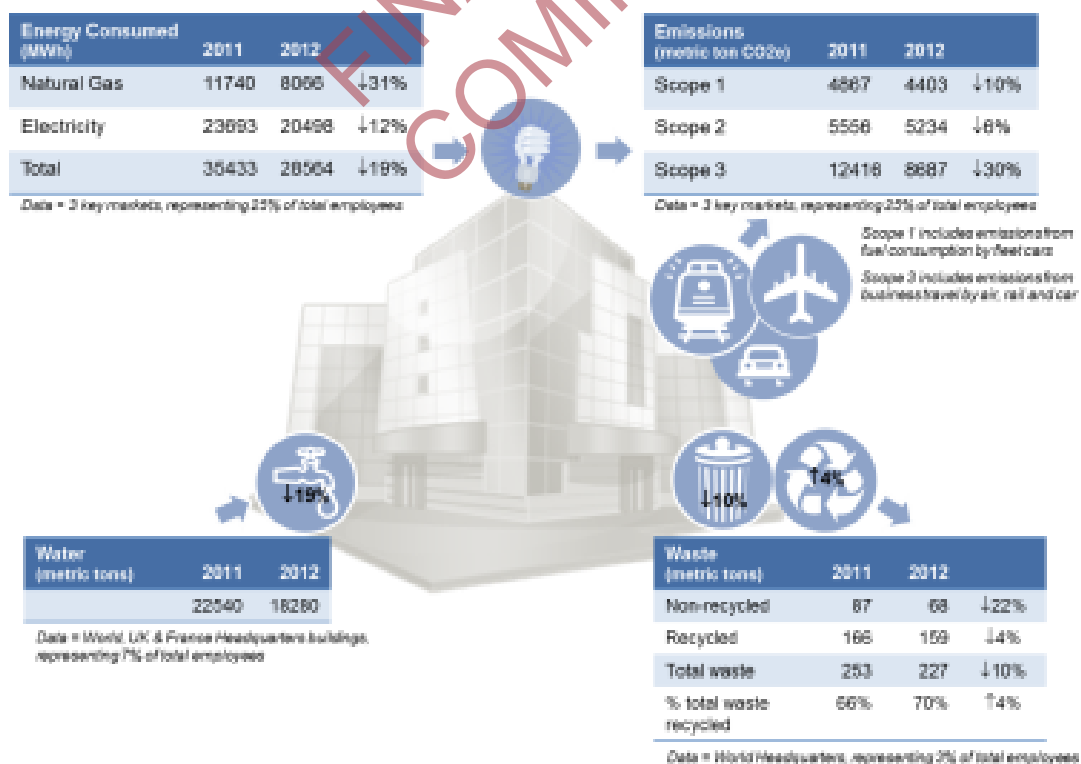 Energy Consumed
(MWh) 2011 2012
Natural Gas 11740 8066 ↓31%
Electricity 23693 20498 ↓12%
Total 35433 28564 ↓19%
Data = 3 key markets, representing 25% of total employees
FINA
COMI
Emissions
(metric ton CO2e) 2011 2012
Scope 1 4867 4403 ↓10%
Scope 2 5556 5234 ↓6%
Scope 3 12416 8687 ↓30%
Data = 3 key markets, representing 25% of total employees
Scope 1 includes emissions from
fuel consumption by fleet cars
Scope 3 includes emissions from
business travel by air, rail and car
↓19%
Water
(metric tons) 2011 2012
22540 18280
Data = World, UK & France Headquarters buildings,
representing 7% of total employees
↓10%
↑4%
Waste
(metric tons) 2011 2012
Non-recycled 87 68 ↓22%
Recycled 166 159 ↓4%
Total waste 253 227 ↓10%
% total waste 66% 70% ↑4%
recycled
Data = World Headquarters, representing 3% of total employees